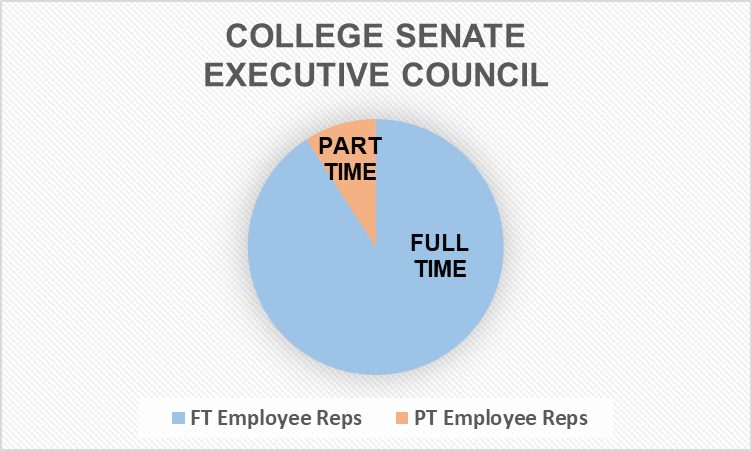 COLLEGE SENATE
EXECUTIVE COUNCIL
PART
TIME
FULL
TIME
FT Employee Reps
PT Employee Reps